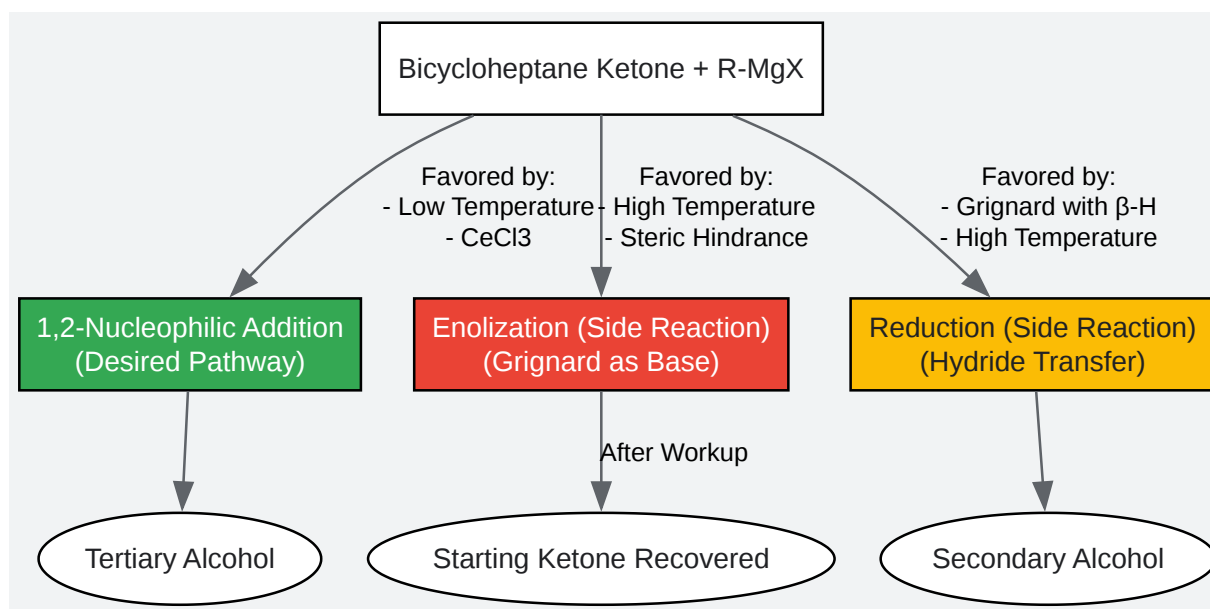 Bicycloheptane Ketone + R-MgX
Favored by:
- Low Temperature
- CeCl3
Favored by:
- High Temperature
- Steric Hindrance
Favored by:
- Grignard with β-H
- High Temperature
1,2-Nucleophilic Addition
(Desired Pathway)
Enolization (Side Reaction)
(Grignard as Base)
Reduction (Side Reaction)
(Hydride Transfer)
After Workup
Tertiary Alcohol
Starting Ketone Recovered
Secondary Alcohol